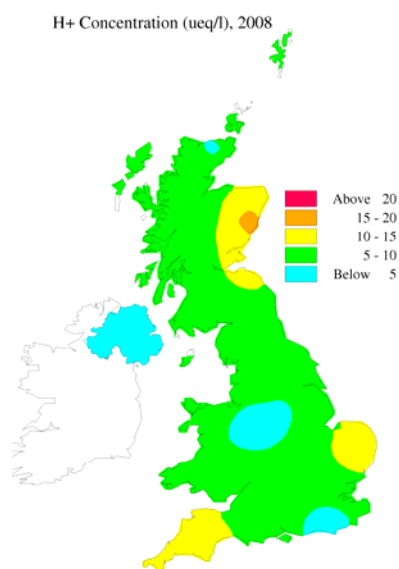 H+ Concentration (ueq/l), 2008
Above 20
15 - 20
10 - 15
5 - 10
Below 5